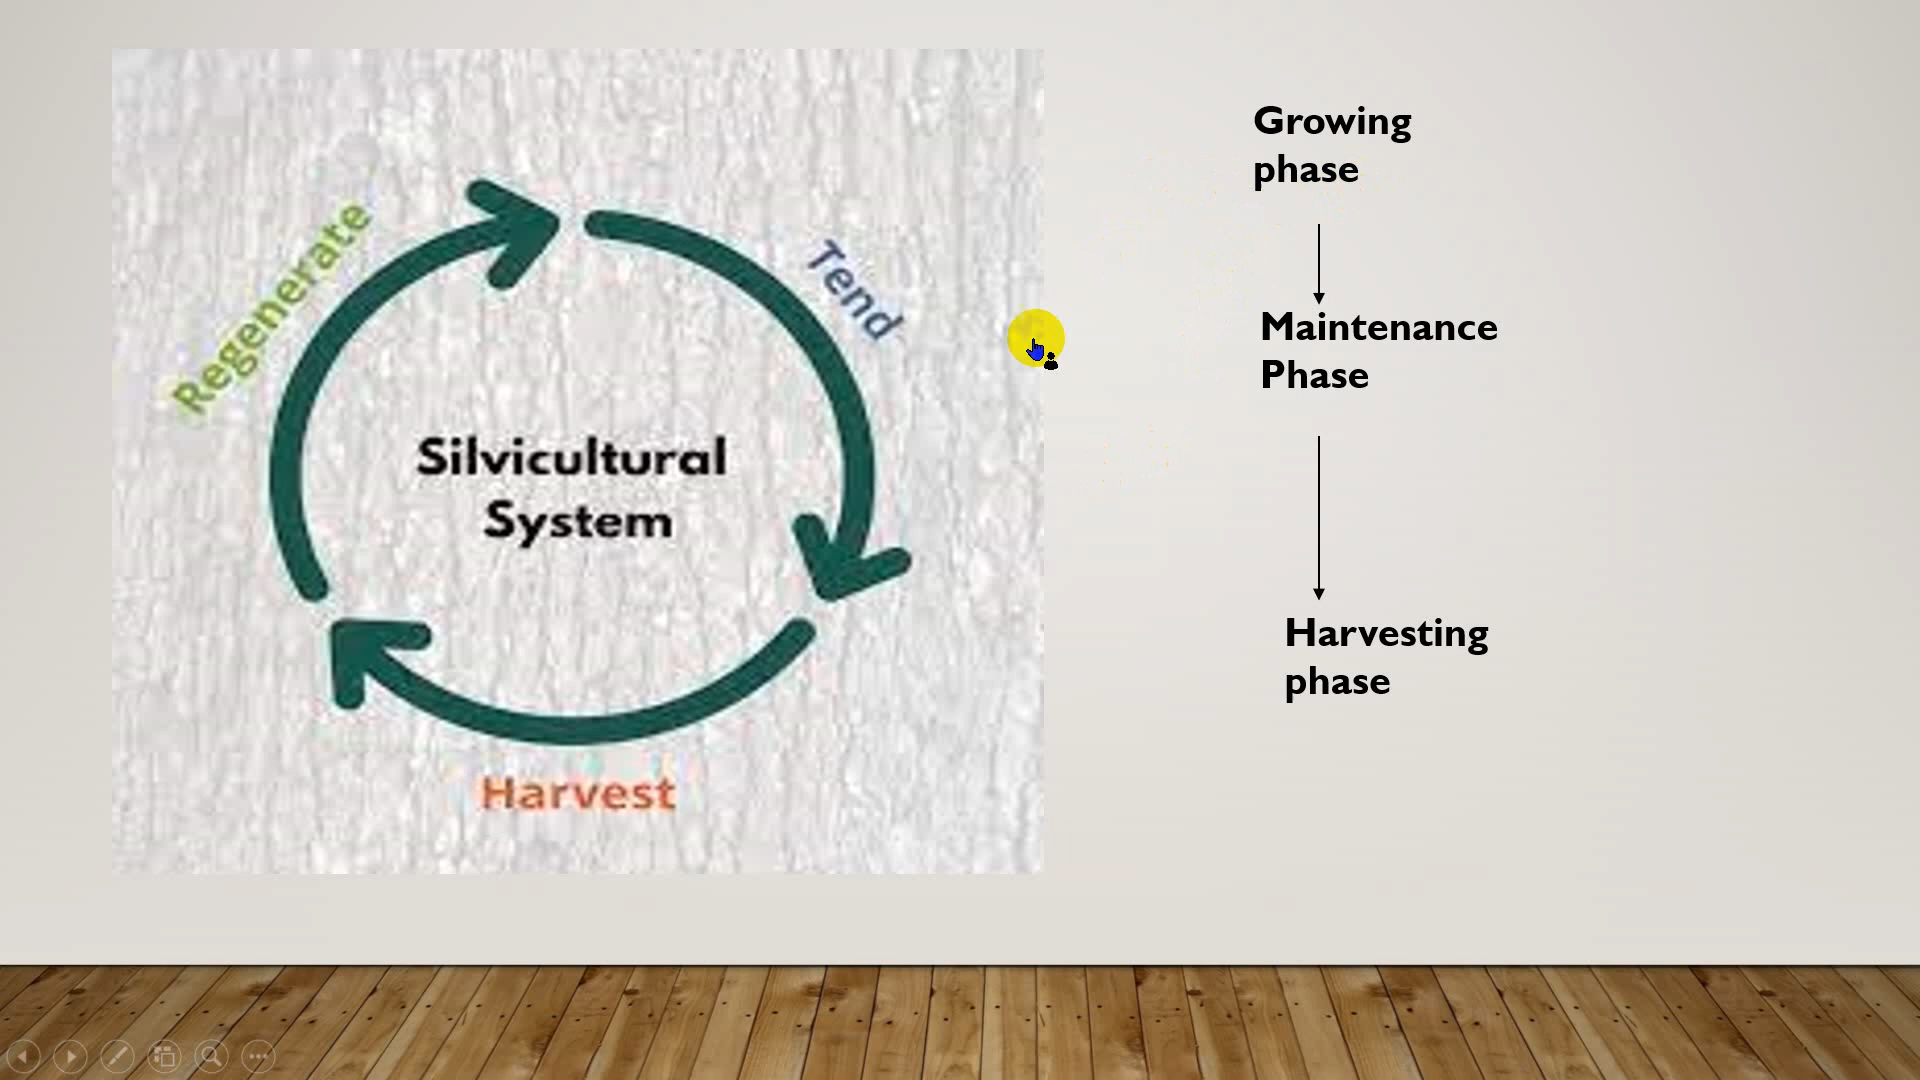 Regenerate
Tend
Silvicultural
System
Harvest
Growing
phase
Maintenance
Phase
Harvesting
phase